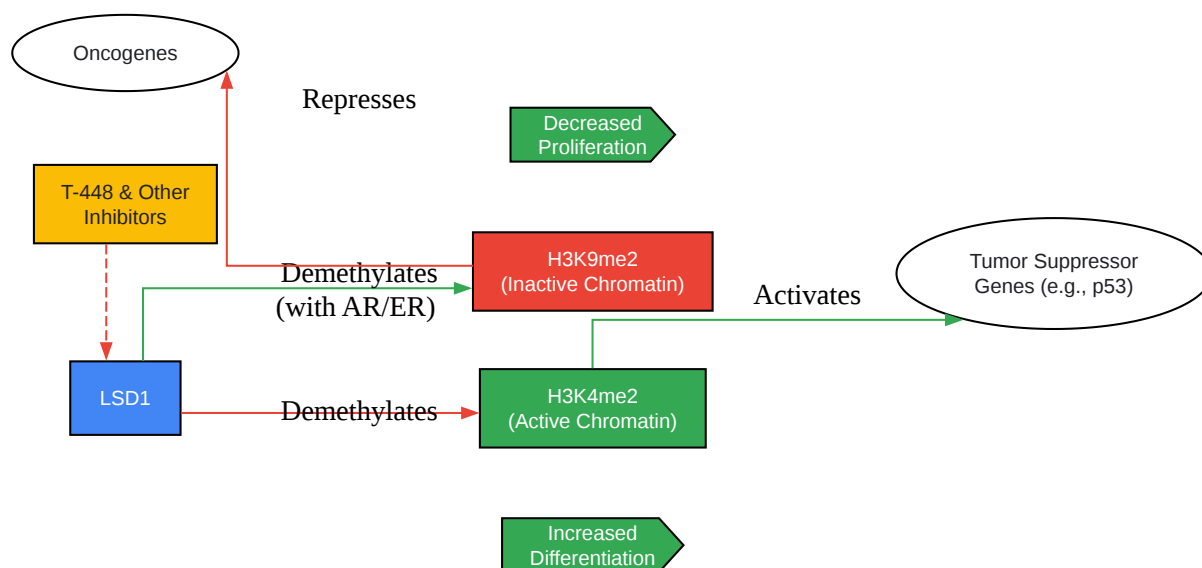 Oncogenes
Represses
Decreased
Proliferation
T-448 & Other
Inhibitors
H3K9me2
(Inactive Chromatin)
Demethylates
(with AR/ER)
Activates
Tumor Suppressor
Genes (e.g., p53)
LSD1
Demethylates
H3K4me2
(Active Chromatin)
Increased
Differentiation